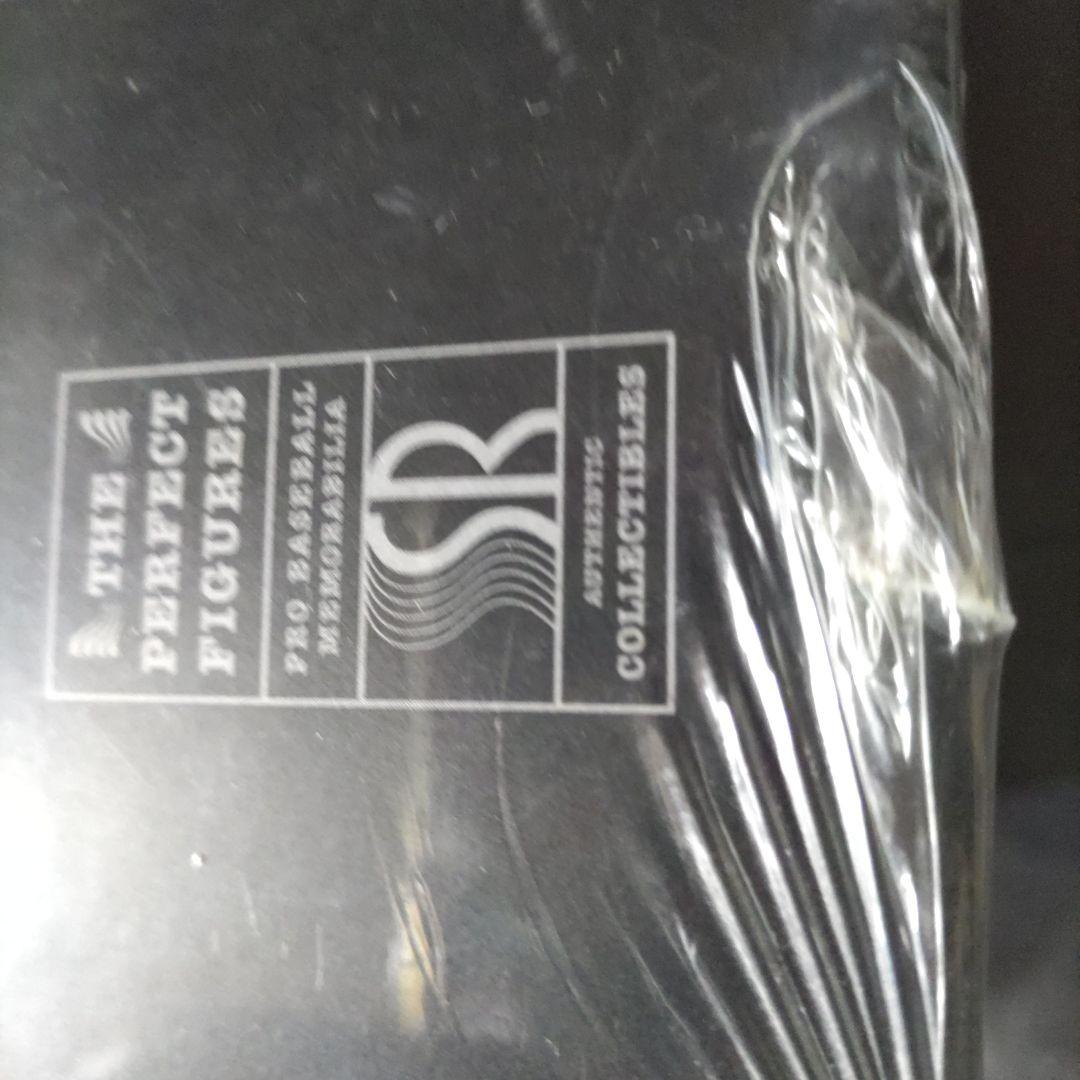 THE
PERFECT
FIGURES
PRO BASEBALL
MEMORABILIA
SR
AUTHENTIC
COLLECTIBLES